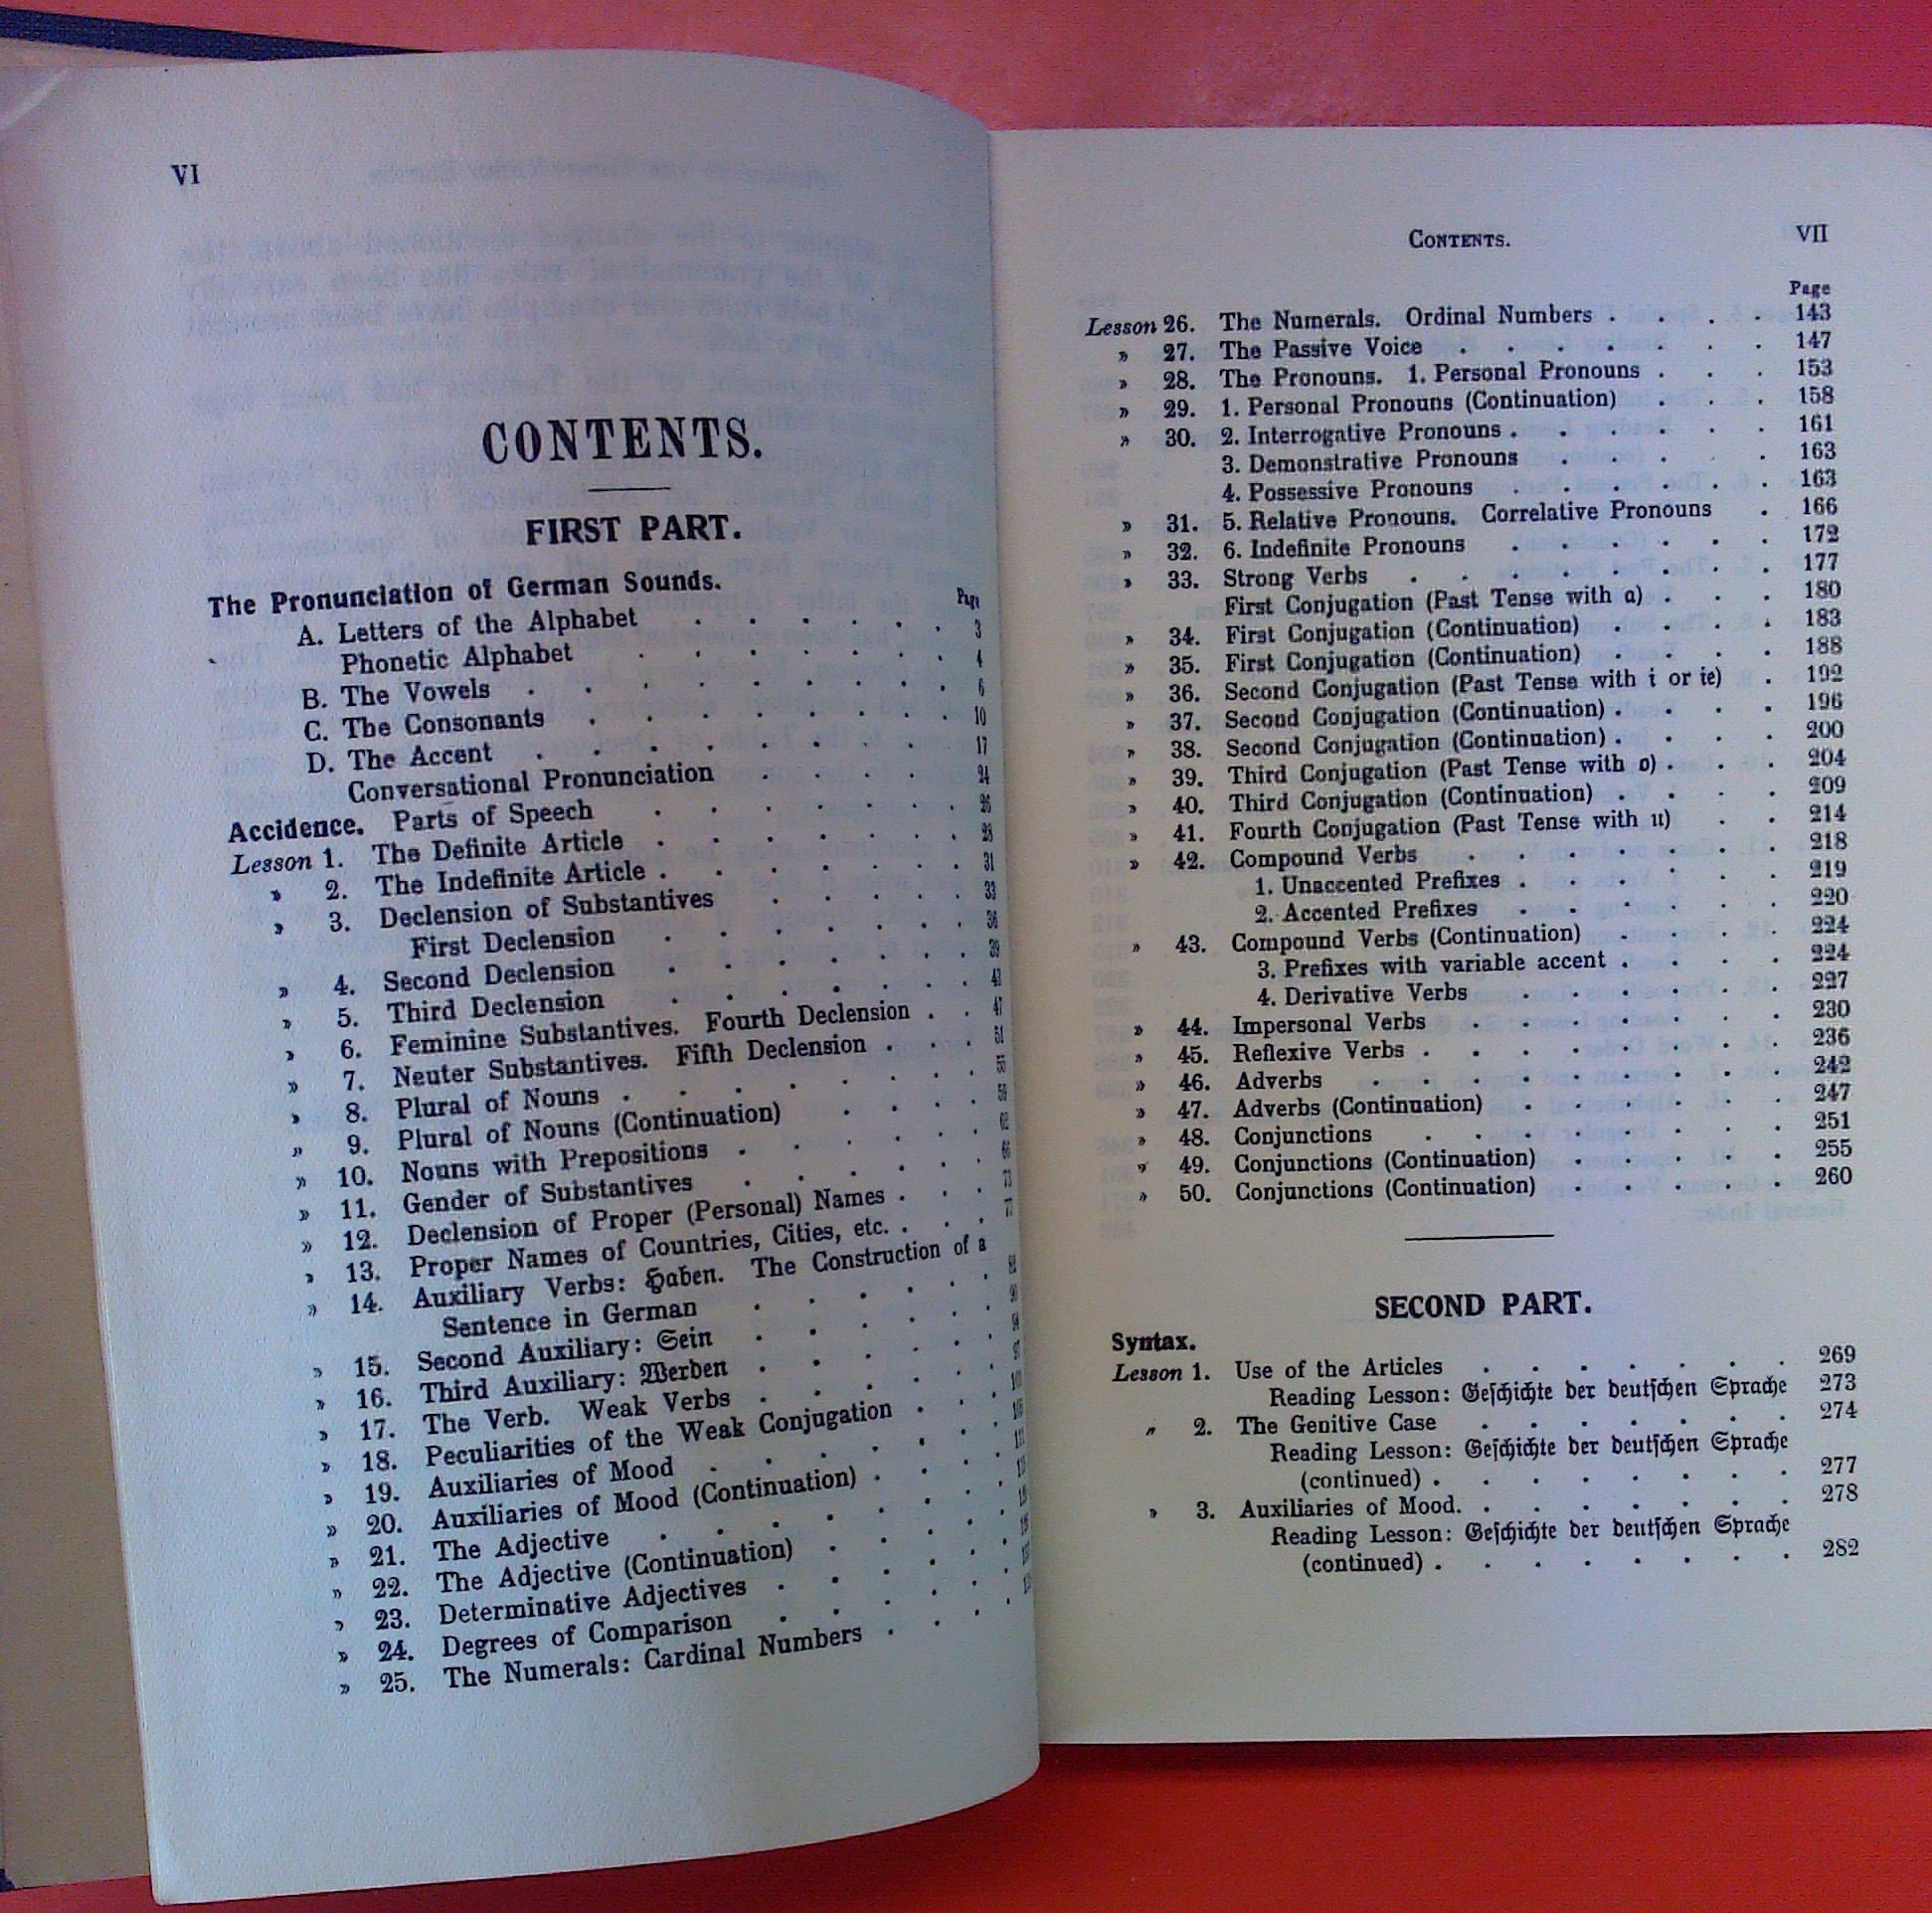 VI
CONTENTS.
FIRST PART.
The Pronunciation of German Sounds.
Page
A. Letters of the Alphabet . . . . . . 3
Phonetic Alphabet . . . . . . 4
B. The Vowels . . . . . . . . 6
C. The Consonants . . . . . . . 10
D. The Accent . . . . . . . . 17
Conversational Pronunciation . . . . 24
Accidence. Parts of Speech . . . . . . 26
Lesson 1. The Definite Article . . . . . . 28
» 2. The Indefinite Article . . . . . . 31
» 3. Declension of Substantives . . . . 33
First Declension . . . . . . 36
» 4. Second Declension . . . . . . 39
» 5. Third Declension . . . . . . 43
» 6. Feminine Substantives. Fourth Declension . . 47
» 7. Neuter Substantives. Fifth Declension . . . 51
» 8. Plural of Nouns . . . . . . . 55
» 9. Plural of Nouns (Continuation) . . . . 59
» 10. Nouns with Prepositions . . . . . 62
» 11. Gender of Substantives . . . . . 66
» 12. Declension of Proper (Personal) Names . . . 73
» 13. Proper Names of Countries, Cities, etc. . . . 77
» 14. Auxiliary Verbs: Haben. The Construction of a
Sentence in German . . . . .
» 15. Second Auxiliary: Sein . . . . .
» 16. Third Auxiliary: Werden . . . . .
» 17. The Verb. Weak Verbs . . . . .
» 18. Peculiarities of the Weak Conjugation . . .
» 19. Auxiliaries of Mood . . . . . .
» 20. Auxiliaries of Mood (Continuation) . . . .
» 21. The Adjective . . . . . . .
» 22. The Adjective (Continuation) . . . .
» 23. Determinative Adjectives . . . . .
» 24. Degrees of Comparison . . . . .
» 25. The Numerals: Cardinal Numbers . . . .
CONTENTS. VII
Page
Lesson 26. The Numerals. Ordinal Numbers . . . . 143
» 27. The Passive Voice . . . . . . . 147
» 28. The Pronouns. 1. Personal Pronouns . . . 153
» 29. 1. Personal Pronouns (Continuation) . . . 158
» 30. 2. Interrogative Pronouns . . . . . . 161
3. Demonstrative Pronouns . . . . . 163
4. Possessive Pronouns . . . . . . 163
» 31. 5. Relative Pronouns. Correlative Pronouns . 166
» 32. 6. Indefinite Pronouns . . . . . . 172
» 33. Strong Verbs . . . . . . . . 177
First Conjugation (Past Tense with a) . . . 180
» 34. First Conjugation (Continuation) . . . . 183
» 35. First Conjugation (Continuation) . . . . 188
» 36. Second Conjugation (Past Tense with i or ie) . 192
» 37. Second Conjugation (Continuation) . . . 196
» 38. Second Conjugation (Continuation) . . . . 200
» 39. Third Conjugation (Past Tense with o) . . . 204
» 40. Third Conjugation (Continuation) . . . . 209
» 41. Fourth Conjugation (Past Tense with u) . . 214
» 42. Compound Verbs . . . . . . . 218
1. Unaccented Prefixes . . . . . . 219
2. Accented Prefixes . . . . . . 220
» 43. Compound Verbs (Continuation) . . . . 224
3. Prefixes with variable accent . . . . 224
4. Derivative Verbs . . . . . . 227
» 44. Impersonal Verbs . . . . . . . 230
» 45. Reflexive Verbs . . . . . . . . 236
» 46. Adverbs . . . . . . . . . 242
» 47. Adverbs (Continuation) . . . . . . 247
» 48. Conjunctions . . . . . . . . 251
» 49. Conjunctions (Continuation) . . . . . 255
» 50. Conjunctions (Continuation) . . . . . 260
SECOND PART.
Syntax.
Lesson 1. Use of the Articles . . . . . . . 269
Reading Lesson: Geschichte der deutschen Sprache 273
» 2. The Genitive Case . . . . . . . 274
Reading Lesson: Geschichte der deutschen Sprache
(continued) . . . . . . . . 277
» 3. Auxiliaries of Mood. . . . . . . . 278
Reading Lesson: Geschichte der deutschen Sprache
(continued) . . . . . . . . 282